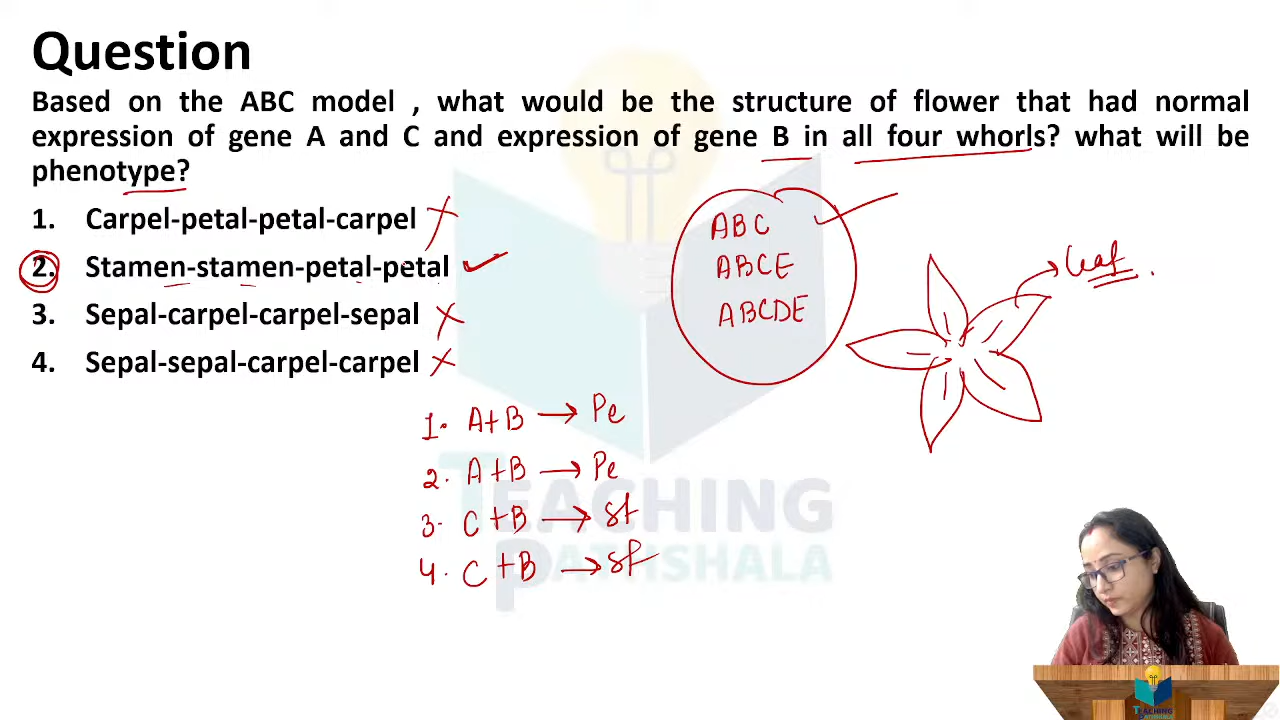 Question
Based on the ABC model , what would be the structure of flower that had normal
expression of gene A and C and expression of gene B in all four whorls? what will be
phenotype?
1. Carpel-petal-petal-carpel
2. Stamen-stamen-petal-petal
3. Sepal-carpel-carpel-sepal
4. Sepal-sepal-carpel-carpel
ABC
ABCE
ABCDE
leaf
1. A+B → Pe
2. A+B → Pe
3. C+B → St
4. C+B → St
TEACHING
PATHSHALA
TEACHING
PATHSHALA